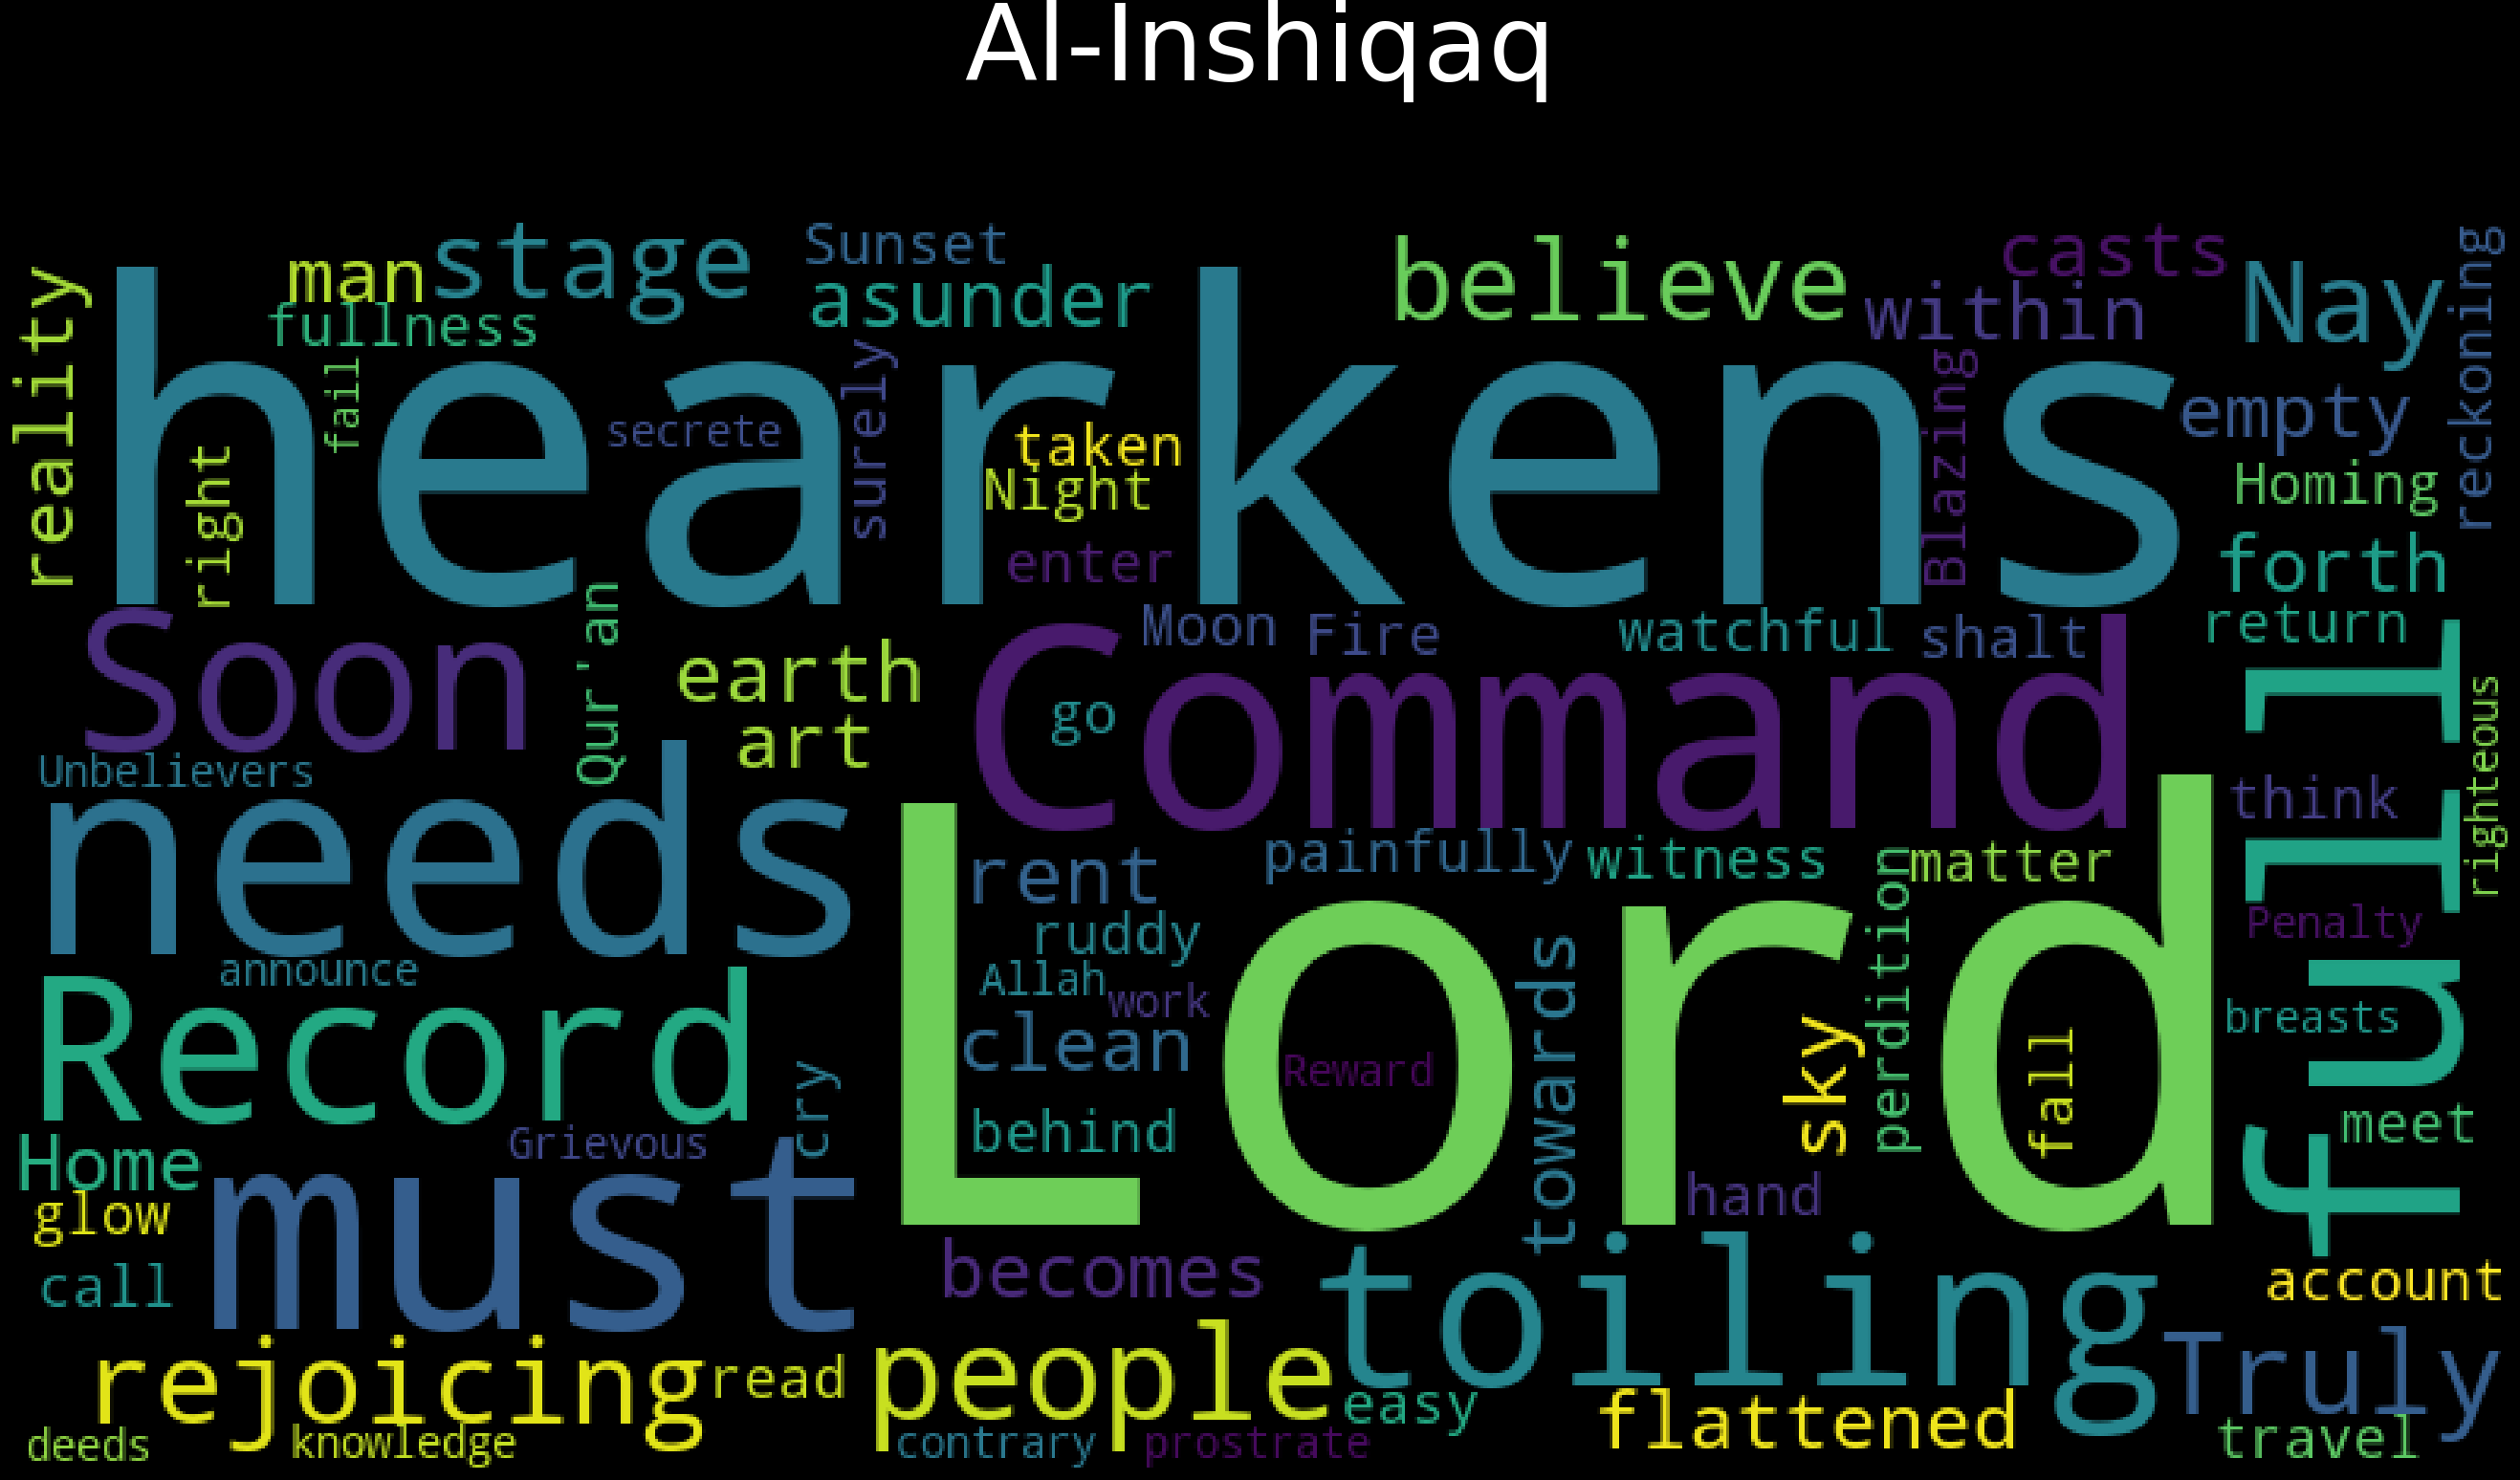 Al-Inshiqaq
Sunset
stage
man
believe
casts
reckoning
reality
asunder
within
Nay
fullness
hearkens
fail
surely
Blazing
empty
secrete
taken
right
Night
Homing
enter
forth
Soon
Qur'an
Moon
Fire
watchful
shalt
return
Command
full
earth
go
art
righteous
Unbelievers
needs
think
Lord
painfully
witness
matter
rent
perdition
ruddy
Penalty
announce
Allah
work
towards
Record
clean
sky
breasts
Reward
fall
cry
behind
meet
Home
Grievous
must
hand
glow
becomes
toiling
call
account
rejoicing
read
people
easy
flattened
Truly
deeds
knowledge
contrary
prostrate
travel